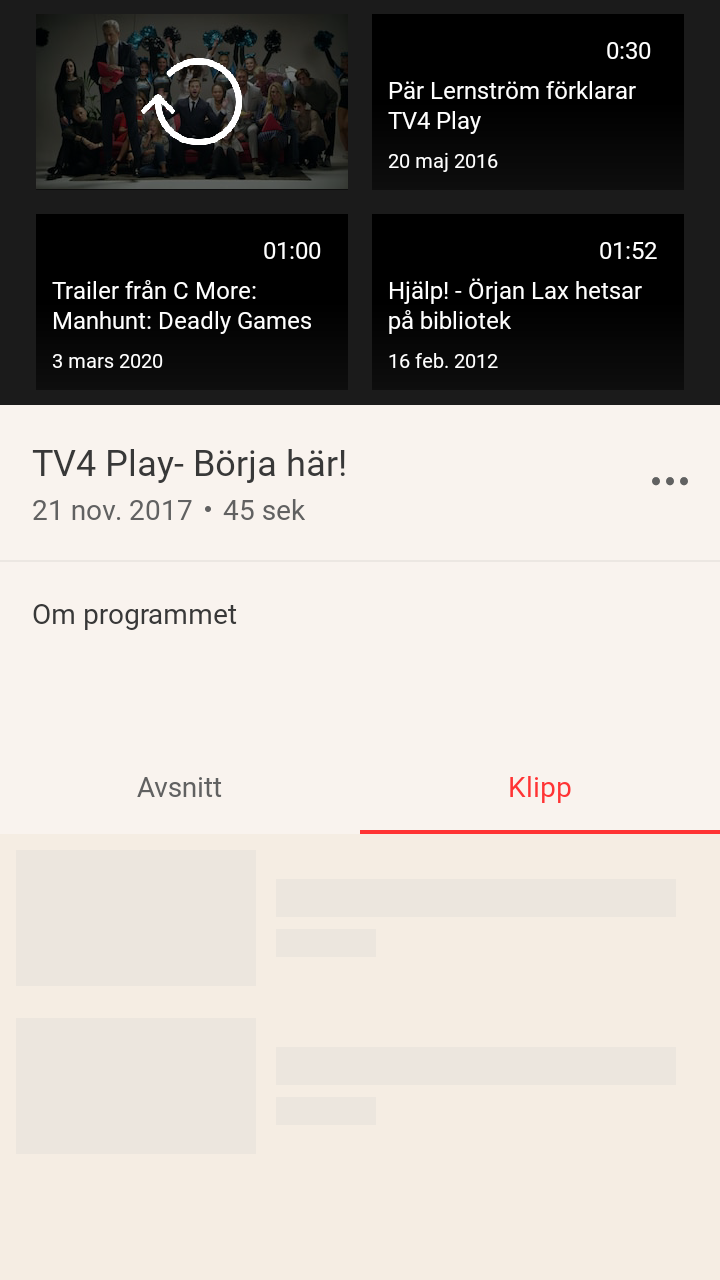 0:30
Pär Lernström förklarar
TV4 Play
20 maj 2016
01:00
Trailer från C More:
Manhunt: Deadly Games
3 mars 2020
01:52
Hjälp! - Örjan Lax hetsar
på bibliotek
16 feb. 2012
TV4 Play- Börja här!
21 nov. 2017 • 45 sek
Om programmet
Avsnitt
Klipp